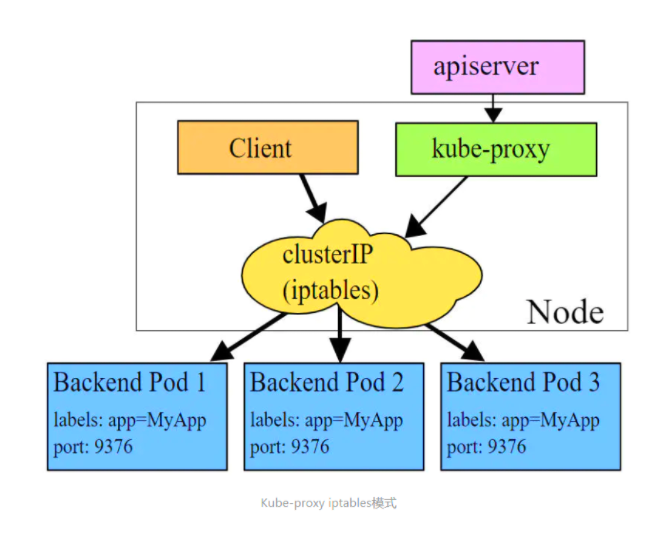 apiserver
Client
kube-proxy
clusterIP
(iptables)
Node
Backend Pod 1
labels: app=MyApp
port: 9376
Backend Pod 2
labels: app=MyApp
port: 9376
Backend Pod 3
labels: app=MyApp
port: 9376
Kube-proxy iptables模式